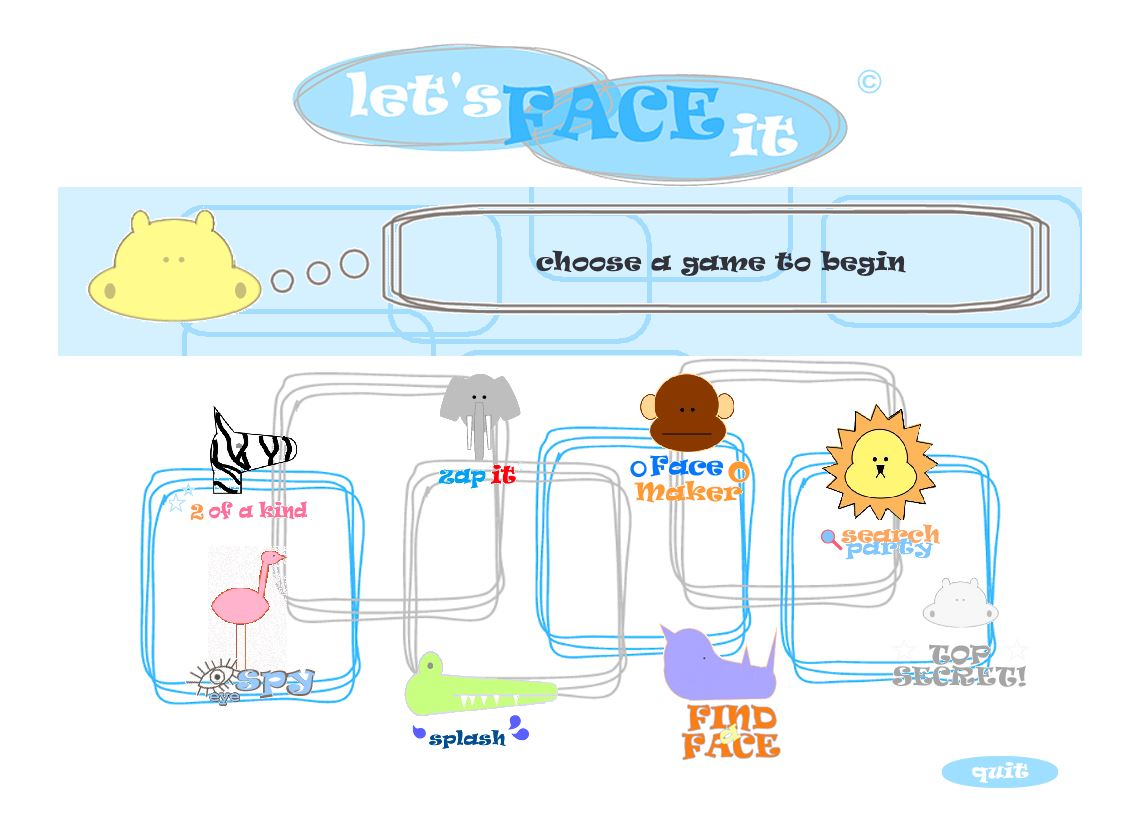 let's FACE it ©
choose a game to begin
2 of a kind
zap it
Face
Maker
search
party
eye spy
splash
FIND
a
FACE
TOP
SECRET!
quit